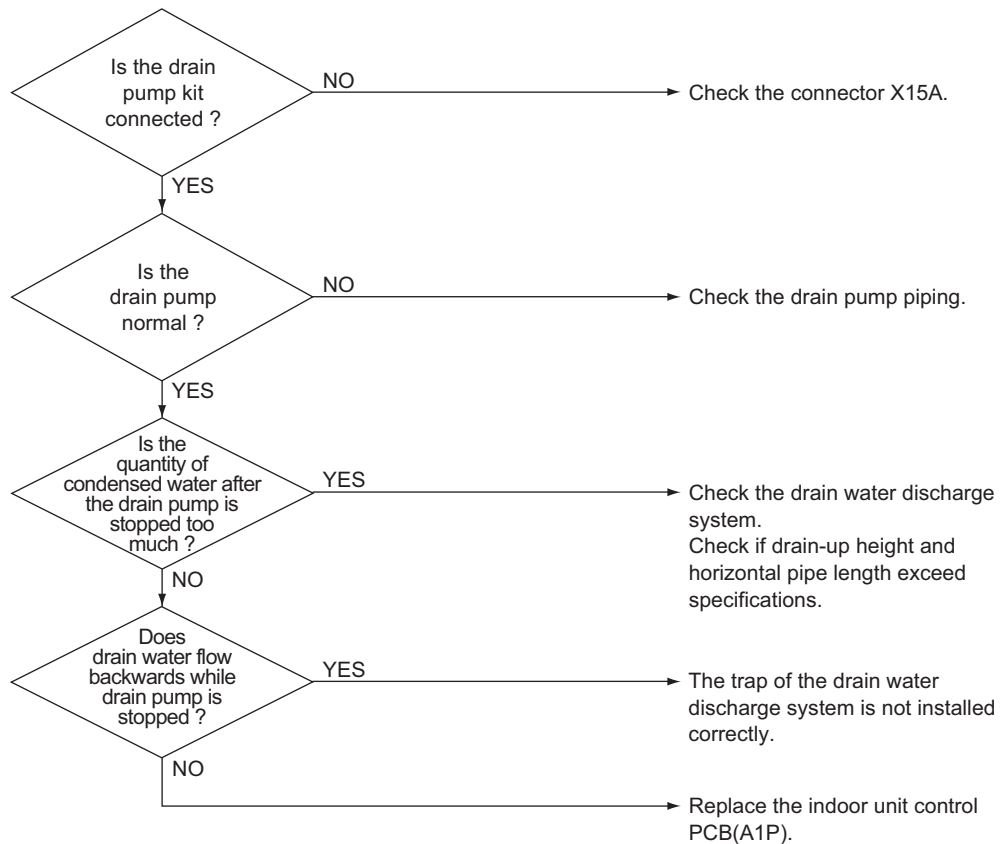 Is the drain
pump kit
connected ?
NO
Check the connector X15A.
YES
Is the
drain pump
normal ?
NO
Check the drain pump piping.
YES
Is the
quantity of
condensed water after
the drain pump is
stopped too
much ?
YES
Check the drain water discharge
system.
Check if drain-up height and
horizontal pipe length exceed
specifications.
NO
Does
drain water flow
backwards while
drain pump is
stopped ?
YES
The trap of the drain water
discharge system is not installed
correctly.
NO
Replace the indoor unit control
PCB(A1P).